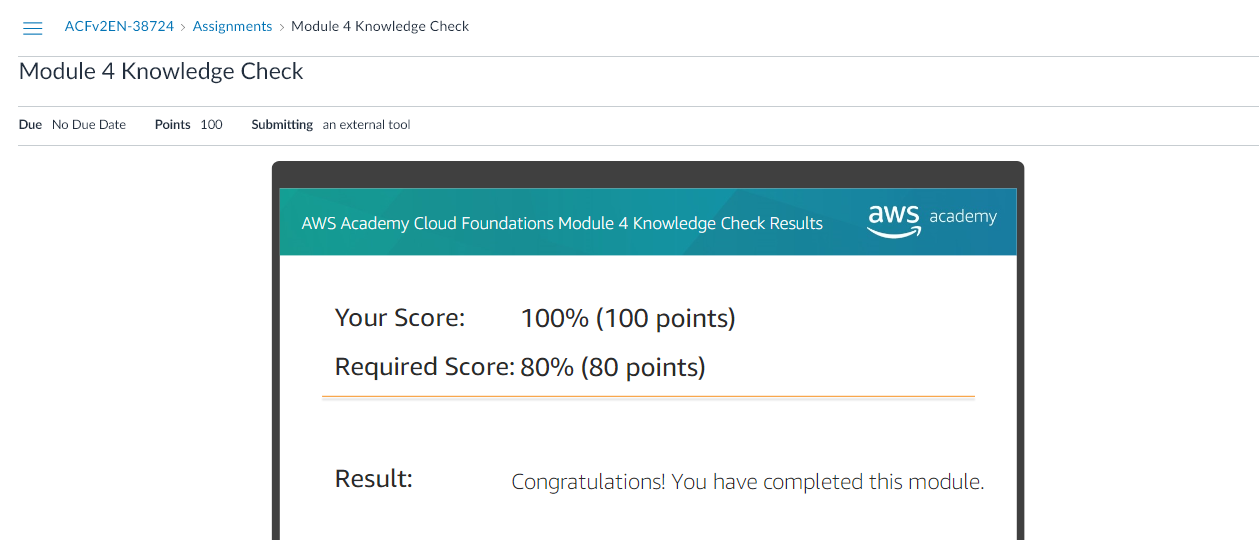 ACFv2EN-38724 › Assignments › Module 4 Knowledge Check
Module 4 Knowledge Check
Due No Due Date Points 100 Submitting an external tool
AWS Academy Cloud Foundations Module 4 Knowledge Check Results aws academy
Your Score: 100% (100 points)
Required Score: 80% (80 points)
Result: Congratulations! You have completed this module.